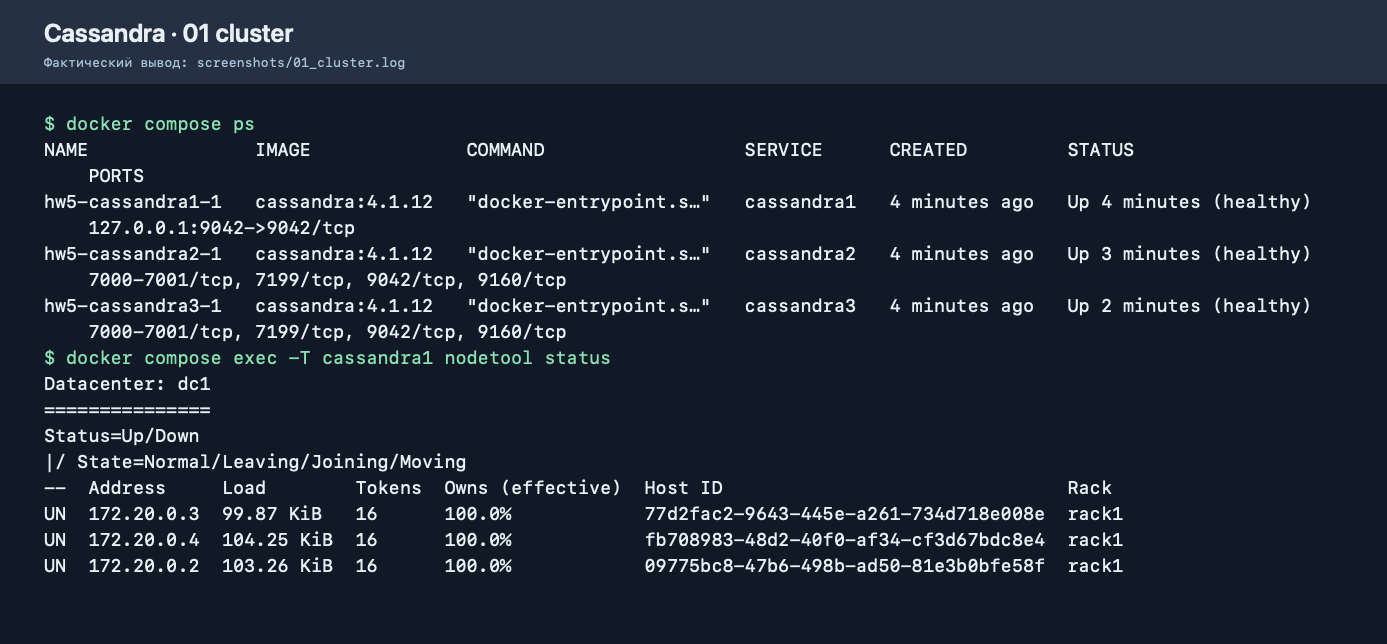 Cassandra · 01 cluster
Фактический вывод: screenshots/01_cluster.log
$ docker compose ps
NAME               IMAGE              COMMAND                  SERVICE      CREATED         STATUS
    PORTS
hw5-cassandra1-1   cassandra:4.1.12   "docker-entrypoint.s…"   cassandra1   4 minutes ago   Up 4 minutes (healthy)
    127.0.0.1:9042->9042/tcp
hw5-cassandra2-1   cassandra:4.1.12   "docker-entrypoint.s…"   cassandra2   4 minutes ago   Up 3 minutes (healthy)
    7000-7001/tcp, 7199/tcp, 9042/tcp, 9160/tcp
hw5-cassandra3-1   cassandra:4.1.12   "docker-entrypoint.s…"   cassandra3   4 minutes ago   Up 2 minutes (healthy)
    7000-7001/tcp, 7199/tcp, 9042/tcp, 9160/tcp
$ docker compose exec -T cassandra1 nodetool status
Datacenter: dc1
===============
Status=Up/Down
|/ State=Normal/Leaving/Joining/Moving
--  Address     Load        Tokens  Owns (effective)  Host ID                               Rack
UN  172.20.0.3  99.87 KiB   16      100.0%            77d2fac2-9643-445e-a261-734d718e008e  rack1
UN  172.20.0.4  104.25 KiB  16      100.0%            fb708983-48d2-40f0-af34-cf3d67bdc8e4  rack1
UN  172.20.0.2  103.26 KiB  16      100.0%            09775bc8-47b6-498b-ad50-81e3b0bfe58f  rack1